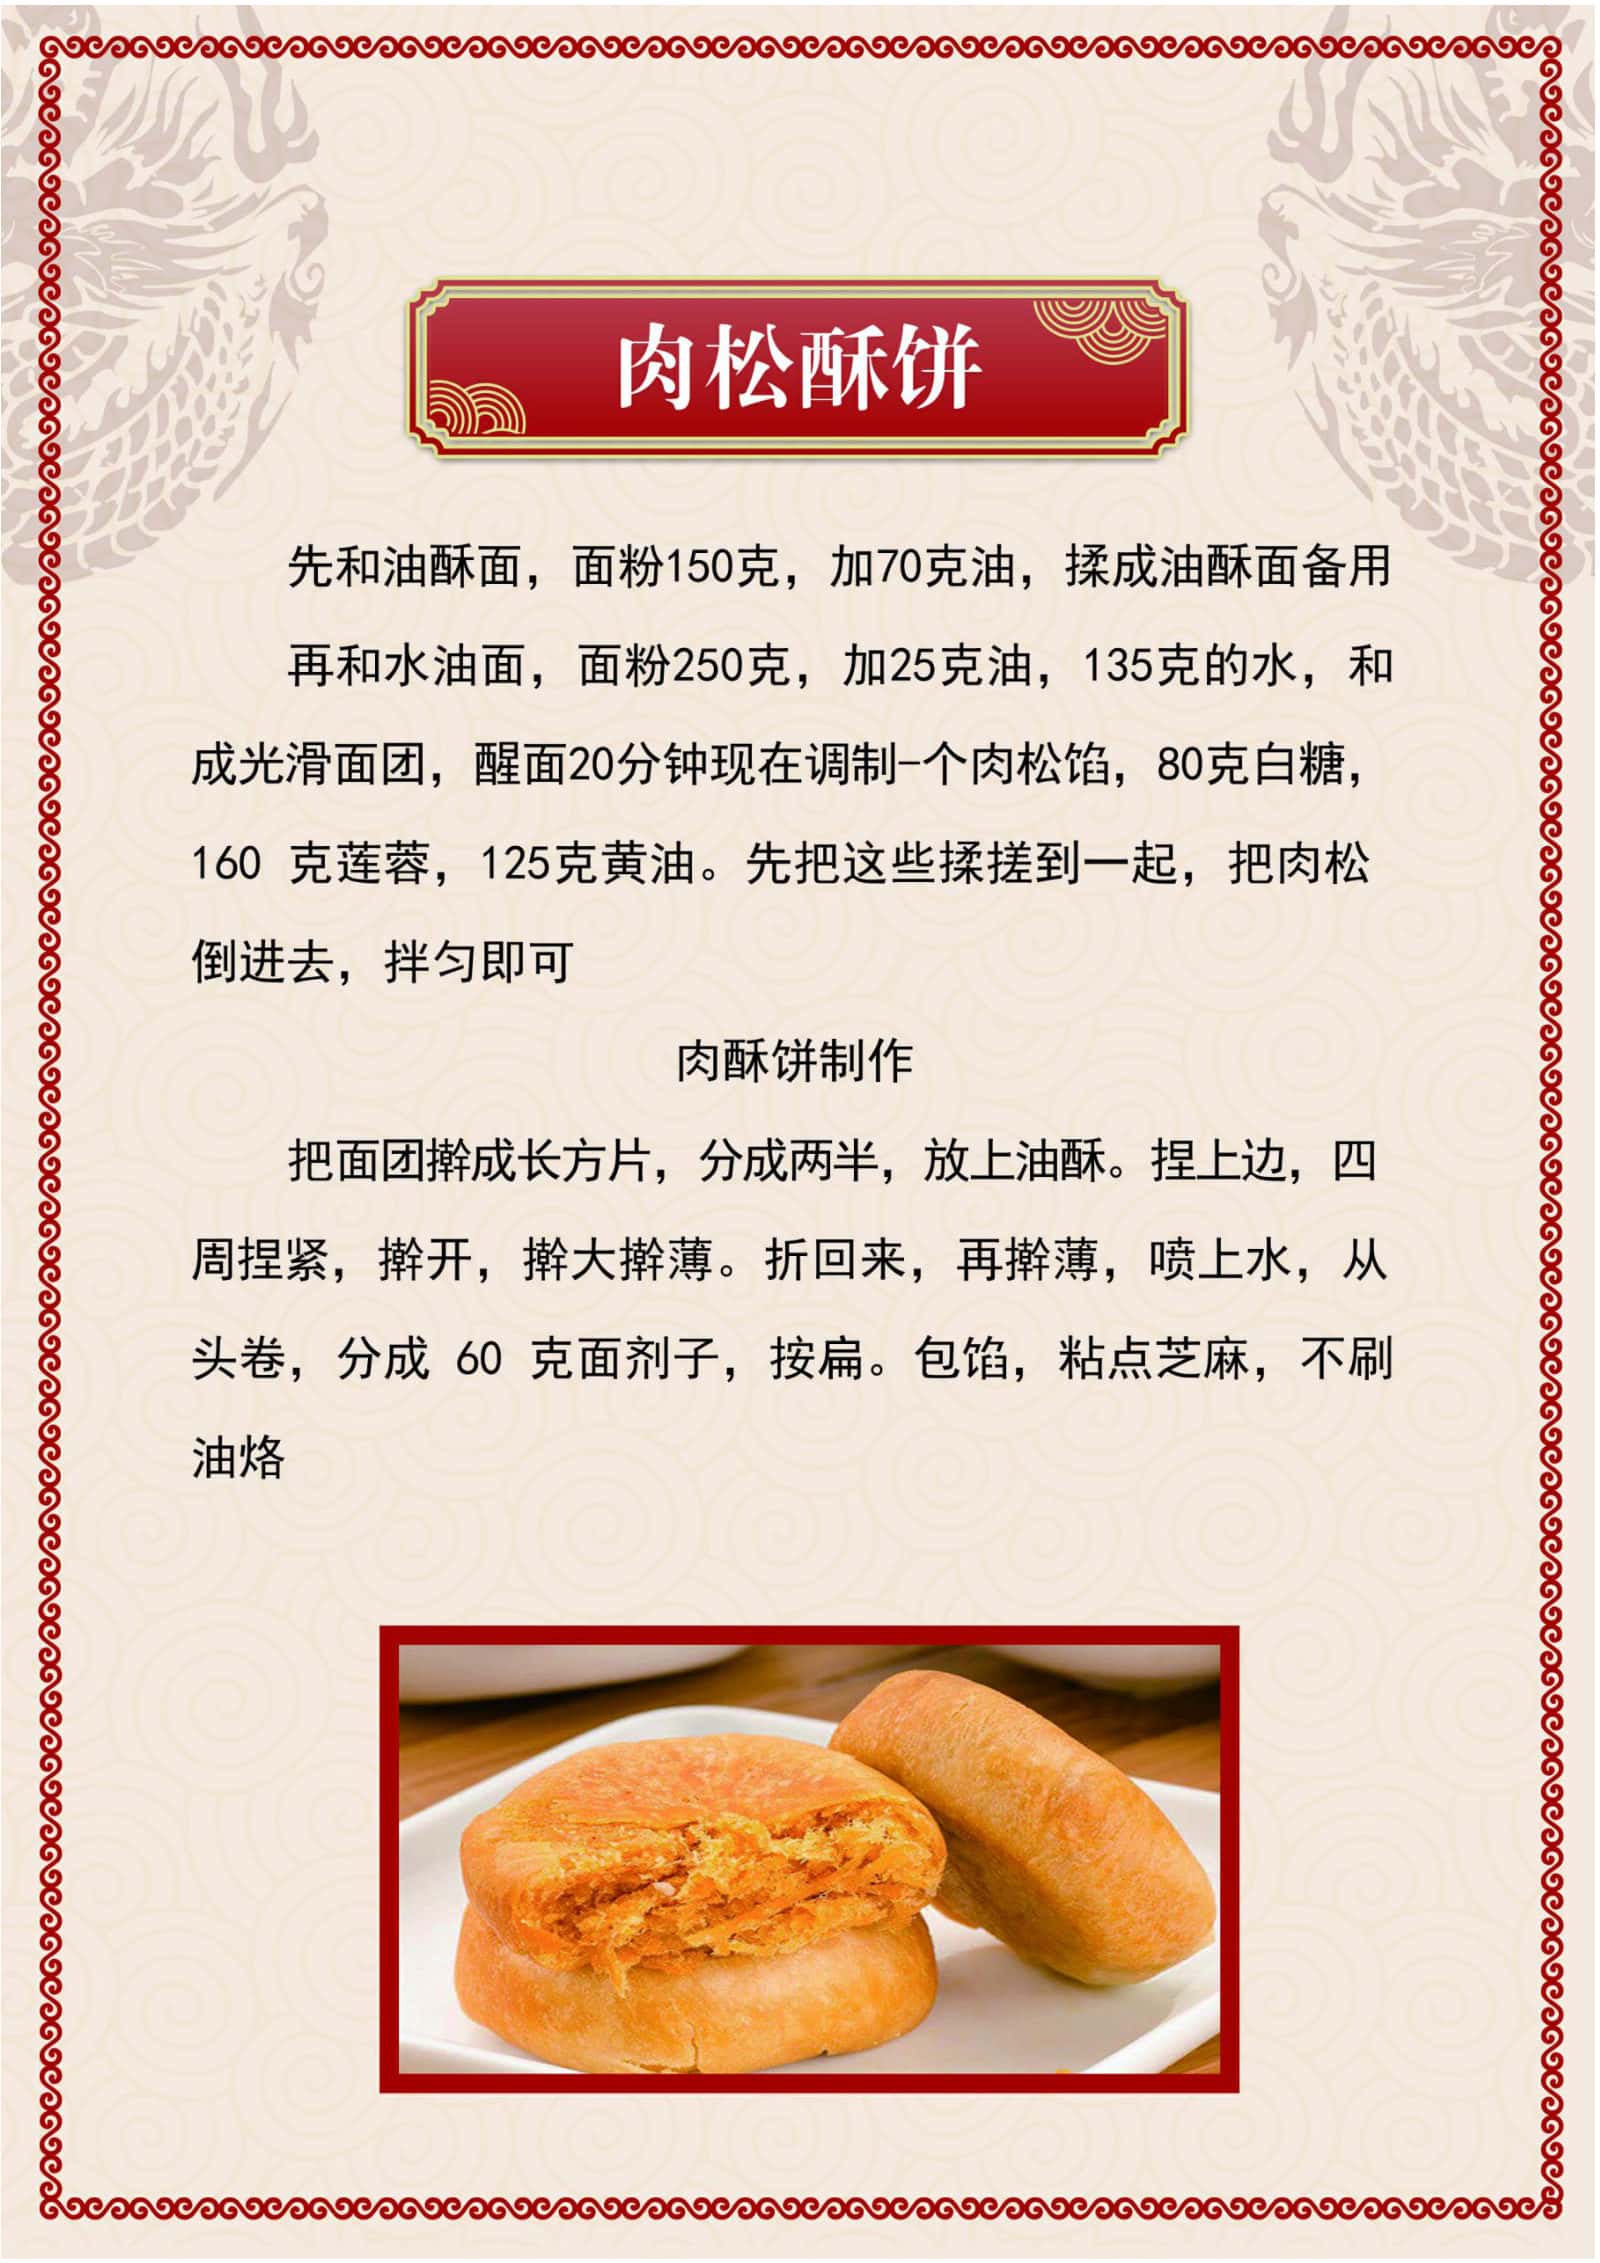 肉松酥饼
先和油酥面，面粉150克，加70克油，揉成油酥面备用
再和水油面，面粉250克，加25克油，135克的水，和
成光滑面团，醒面20分钟现在调制-个肉松馅，80克白糖，
160 克莲蓉，125克黄油。先把这些揉搓到一起，把肉松
倒进去，拌匀即可
肉酥饼制作
把面团擀成长方片，分成两半，放上油酥。捏上边，四
周捏紧，擀开，擀大擀薄。折回来，再擀薄，喷上水，从
头卷，分成 60 克面剂子，按扁。包馅，粘点芝麻，不刷
油烙